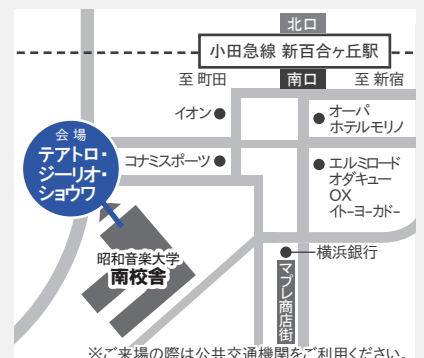 北口
小田急線 新百合ヶ丘駅
至 町田
南口
至 新宿
イオン
オーパ
ホテルモリノ
会場
テアトロ・
ジーリオ・
ショウワ
コナミスポーツ
エルミロード
オダキュー
OX
イトーヨーカドー
横浜銀行
昭和音楽大学
南校舎
マプレ商店街
※ご来場の際は公共交通機関をご利用ください。